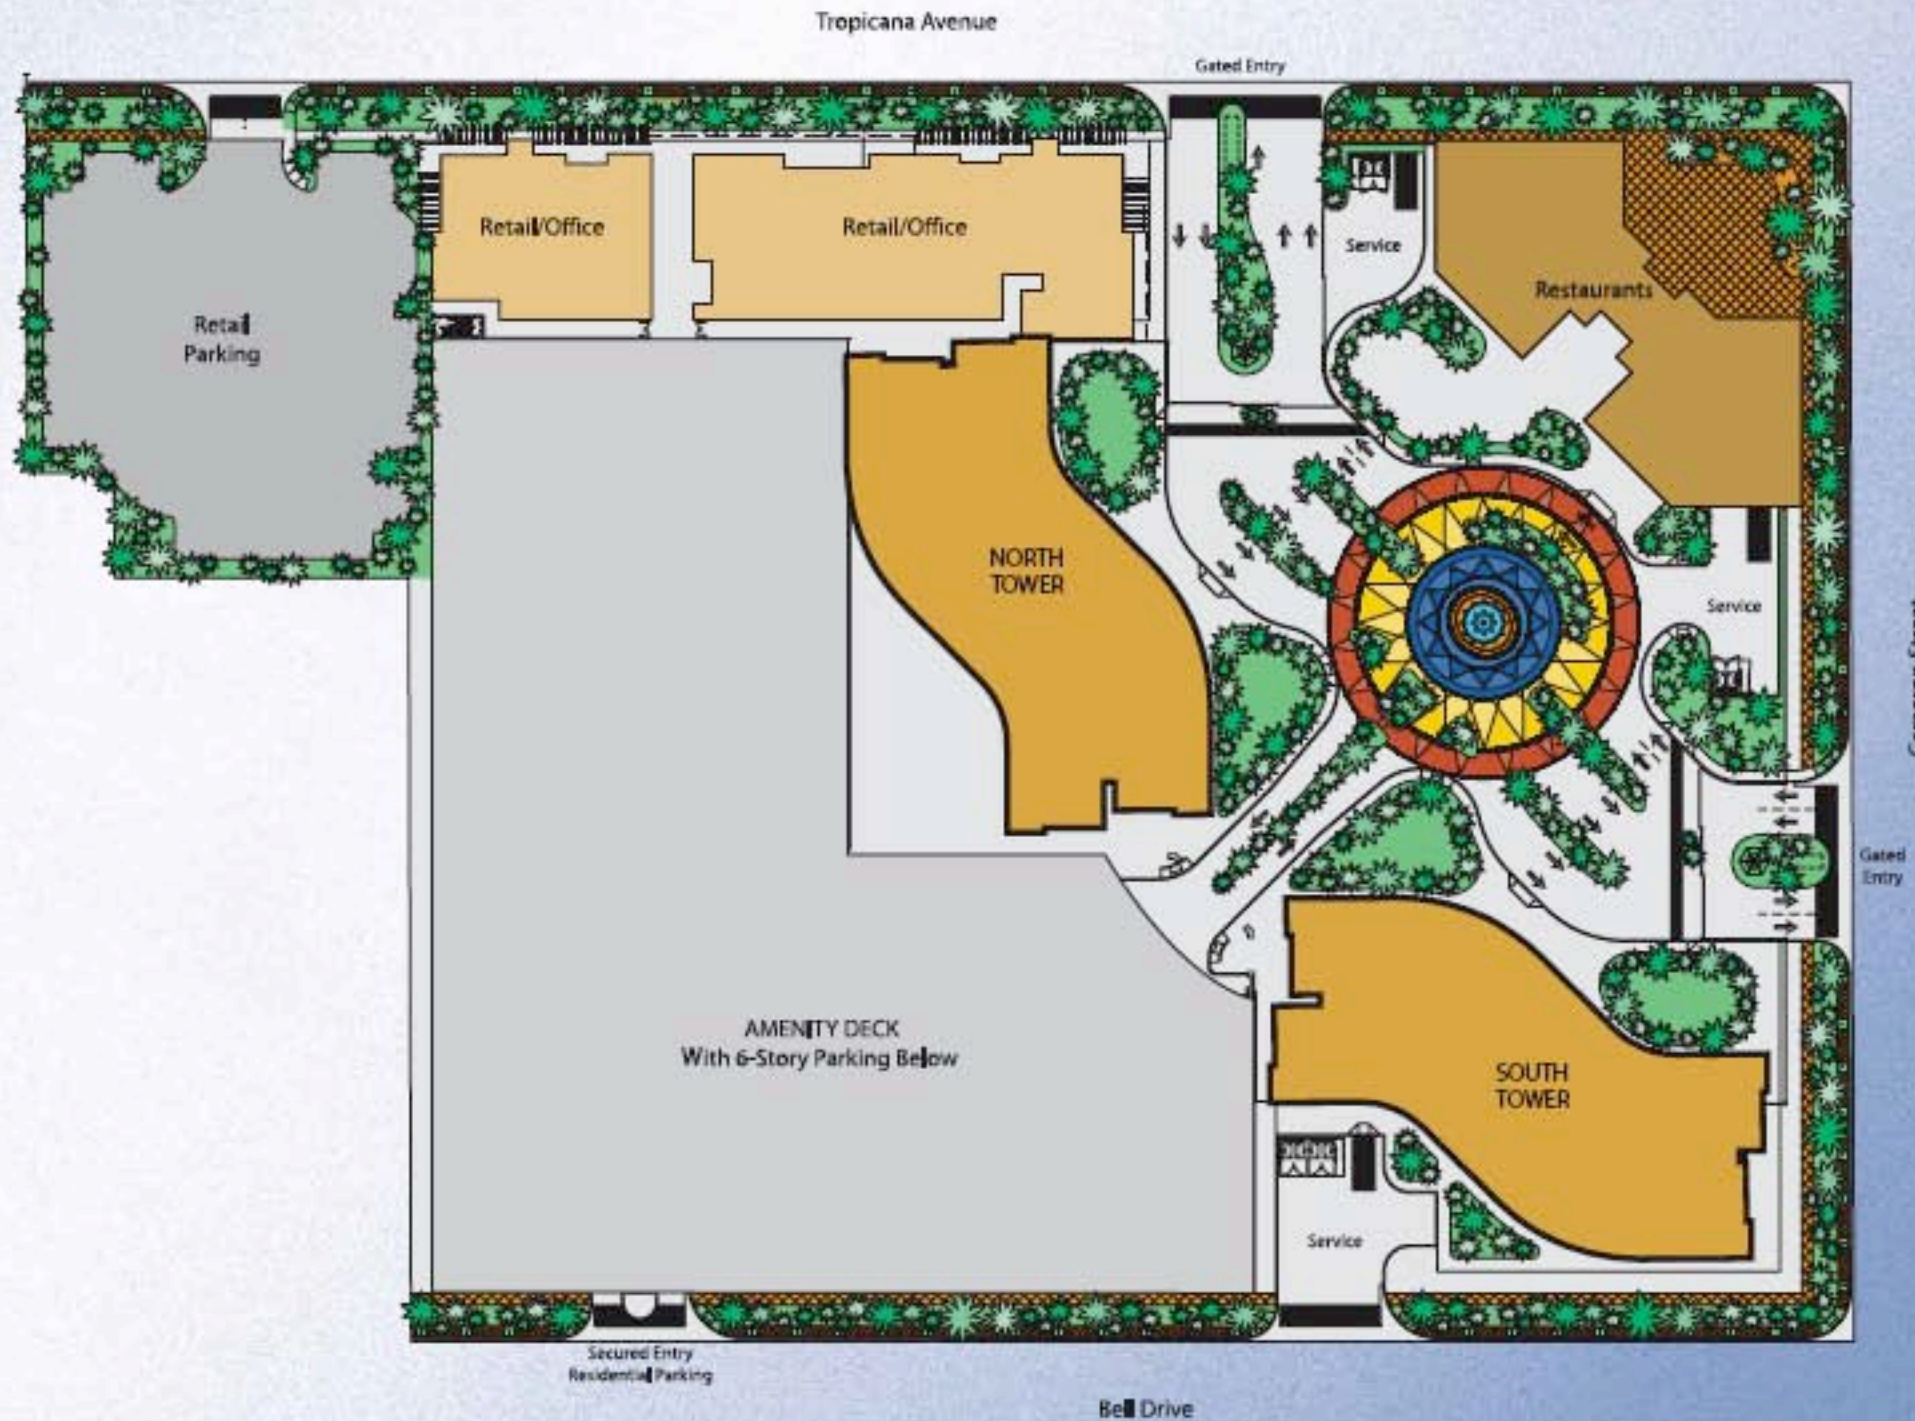 Tropicana Avenue
Gated Entry
Retail/Office
Retail/Office
Service
Restaurants
Retail
Parking
NORTH
TOWER
Service
Gated
Entry
AMENITY DECK
With 6-Story Parking Below
SOUTH
TOWER
Service
Secured Entry
Residential Parking
Bell Drive